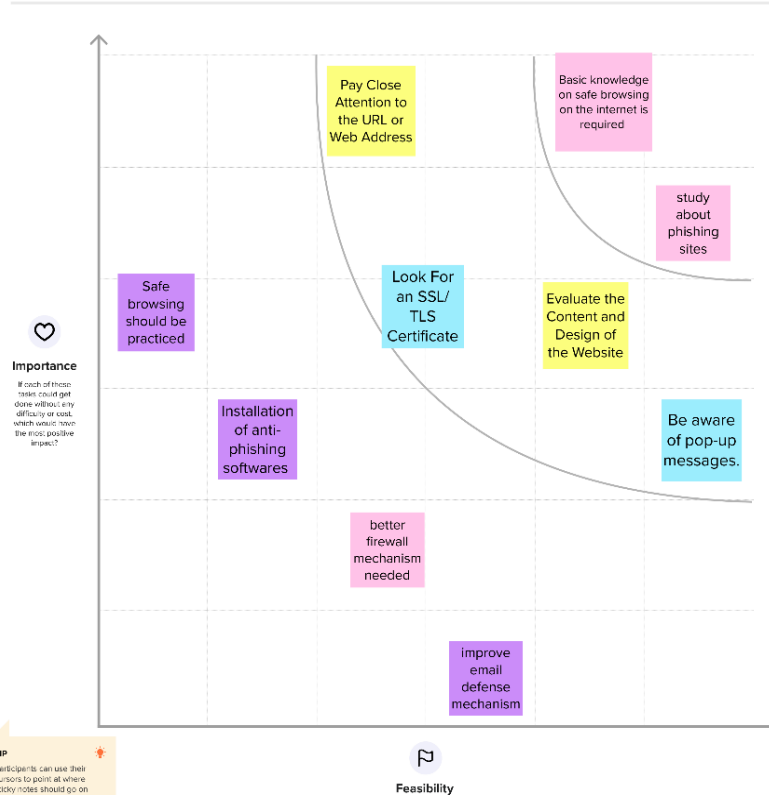 Pay Close
Attention to
the URL or
Web Address
Basic knowledge
on safe browsing
on the internet is
required
study
about
phishing
sites
Safe
browsing
should be
practiced
Look For
an SSL/
TLS
Certificate
Evaluate the
Content and
Design of
the Website
Importance
If each of these
tasks could get
done without any
difficulty or cost,
which would have
the most positive
impact?
Installation
of anti-
phishing
softwares
Be aware
of pop-up
messages.
better
firewall
mechanism
needed
improve
email
defense
mechanism
participants can use their
cursors to point at where
sticky notes should go on
Feasibility